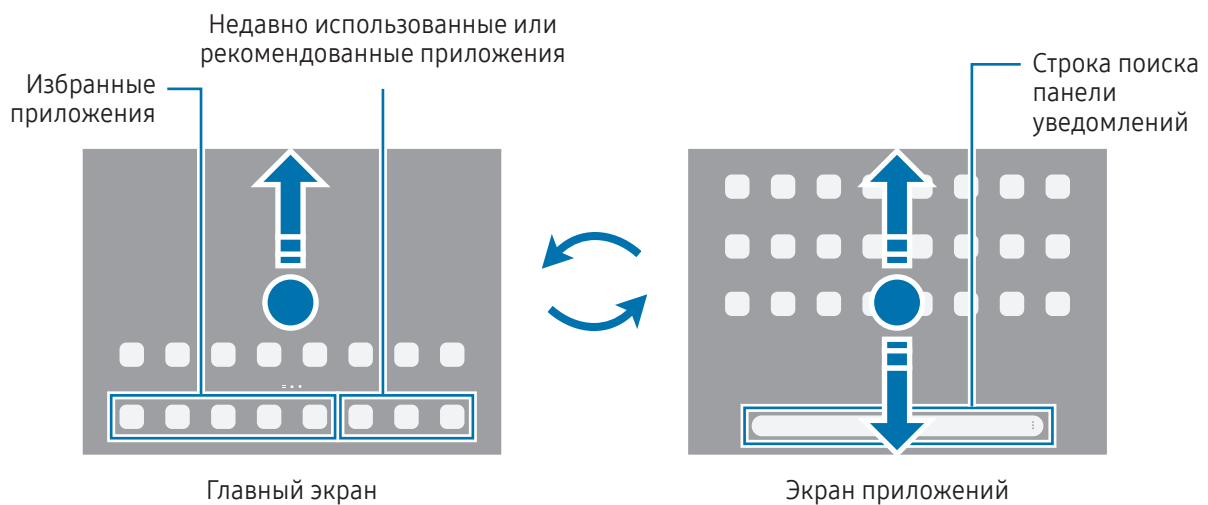 Недавно использованные или
рекомендованные приложения
Избранные
приложения
Строка поиска
панели
уведомлений
Главный экран
Экран приложений